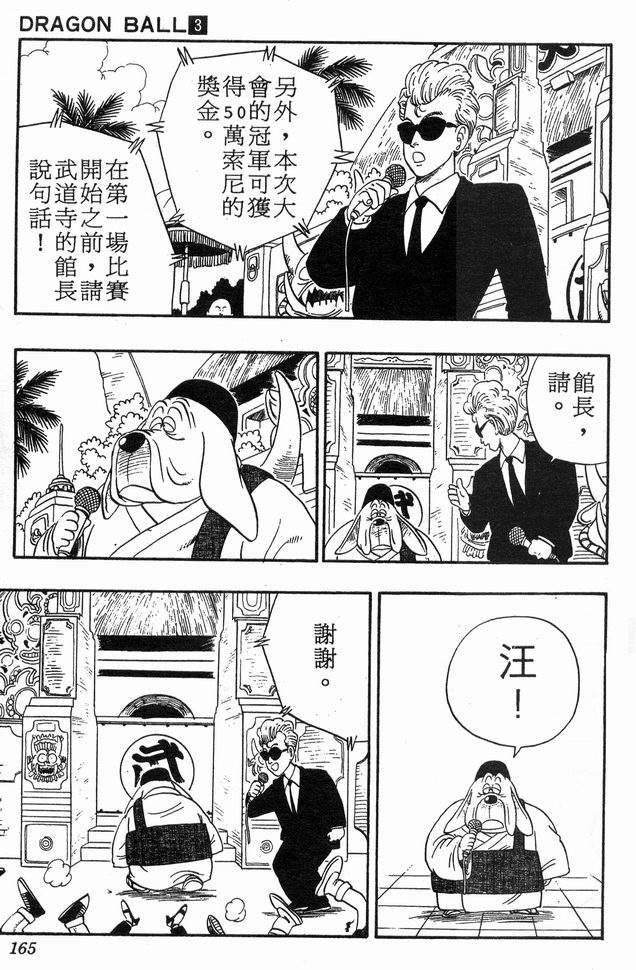 DRAGON BALL 3
另外，本次大
會的冠軍可獲
得50萬索尼的
獎金。
在第一場比賽
開始之前，請
武道寺的館長
說句話！
館長，
請。
汪！
謝謝。
武
165